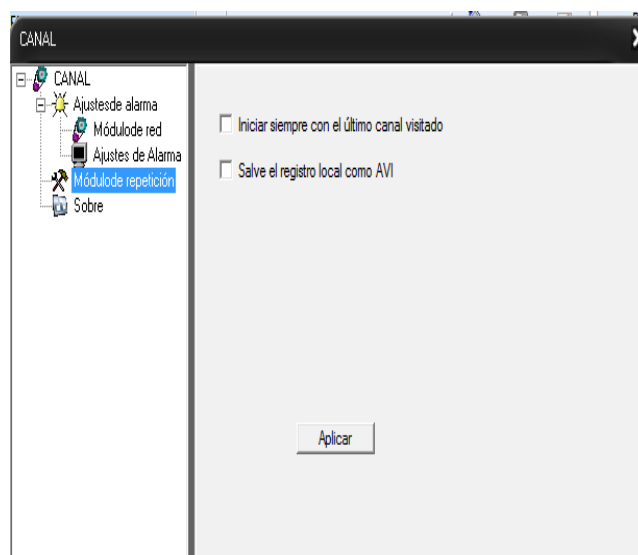 CANAL
CANAL
Ajustesde alarma
Módulode red
Ajustes de Alarma
Módulode repetición
Sobre
Iniciar siempre con el último canal visitado
Salve el registro local como AVI
Aplicar